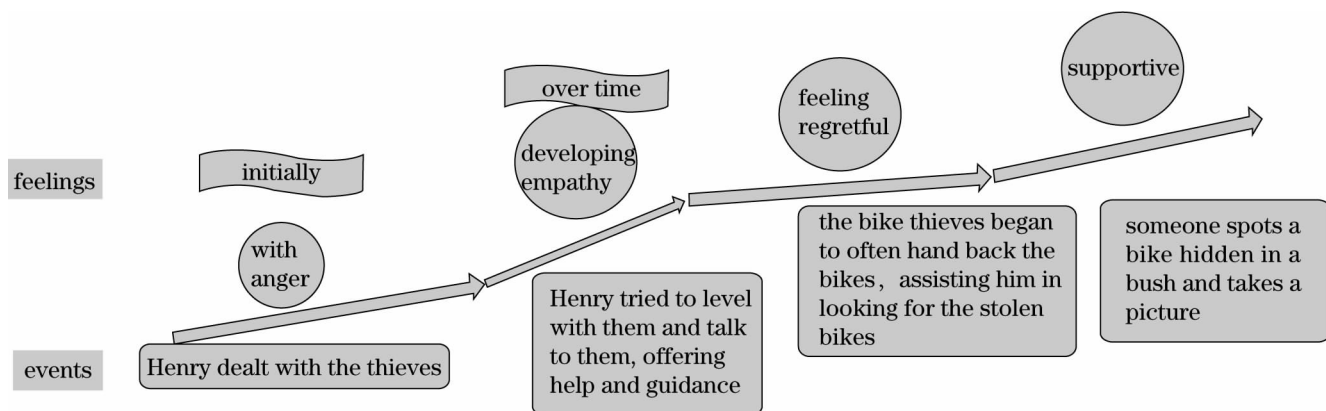 supportive
over time
feeling
regretful
developing
empathy
initially
feelings
with
anger
the bike thieves began
to often hand back the
bikes，assisting him in
looking for the stolen
bikes
someone spots a
bike hidden in a
bush and takes a
picture
Henry tried to level
with them and talk
to them, offering
help and guidance
Henry dealt with the thieves
events